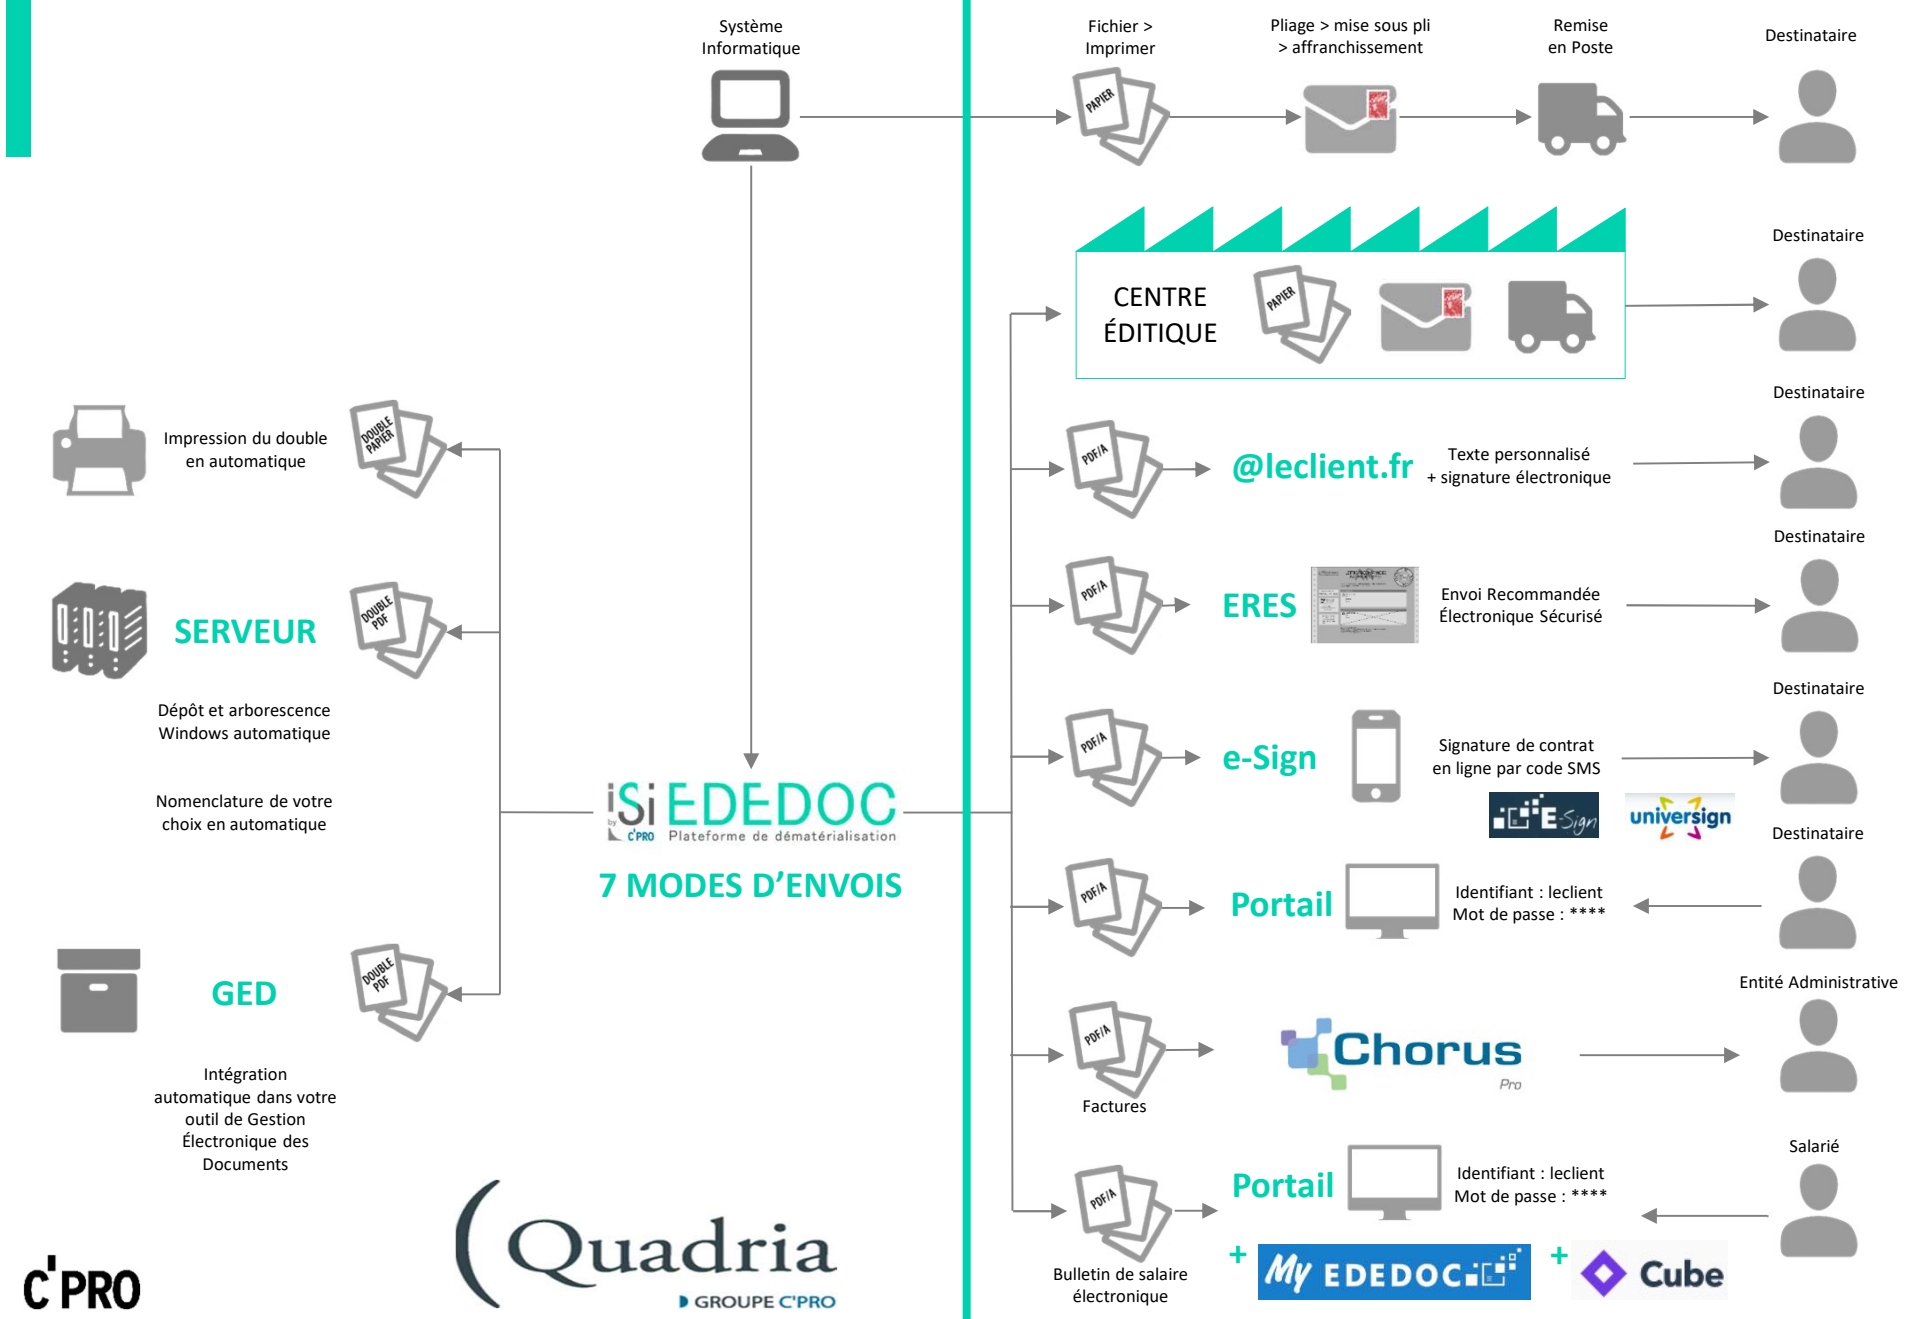 Système
Informatique
Fichier >
Imprimer
Pliage > mise sous pli
> affranchissement
Remise
en Poste
Destinataire
PAPIER
CENTRE
ÉDITIQUE
PAPIER
Destinataire
Impression du double
en automatique
DOUBLE
PAPIER
SERVEUR
DOUBLE
PDF
Dépôt et arborescence
Windows automatique
Nomenclature de votre
choix en automatique
GED
DOUBLE
PDF
Intégration
automatique dans votre
outil de Gestion
Électronique des
Documents
iSi EDEDOC
by C'PRO Plateforme de dématérialisation
7 MODES D’ENVOIS
PDF/A
@leclient.fr
Texte personnalisé
+ signature électronique
Destinataire
PDF/A
ERES
Envoi Recommandée
Électronique Sécurisé
Destinataire
PDF/A
e-Sign
Signature de contrat
en ligne par code SMS
E-Sign
universign
Destinataire
PDF/A
Portail
Identifiant : leclient
Mot de passe : ****
Destinataire
PDF/A
Factures
Chorus
Pro
Entité Administrative
PDF/A
Bulletin de salaire
électronique
Portail
Identifiant : leclient
Mot de passe : ****
Salarié
+ My EDEDOC + Cube
C'PRO
Quadria
GROUPE C'PRO